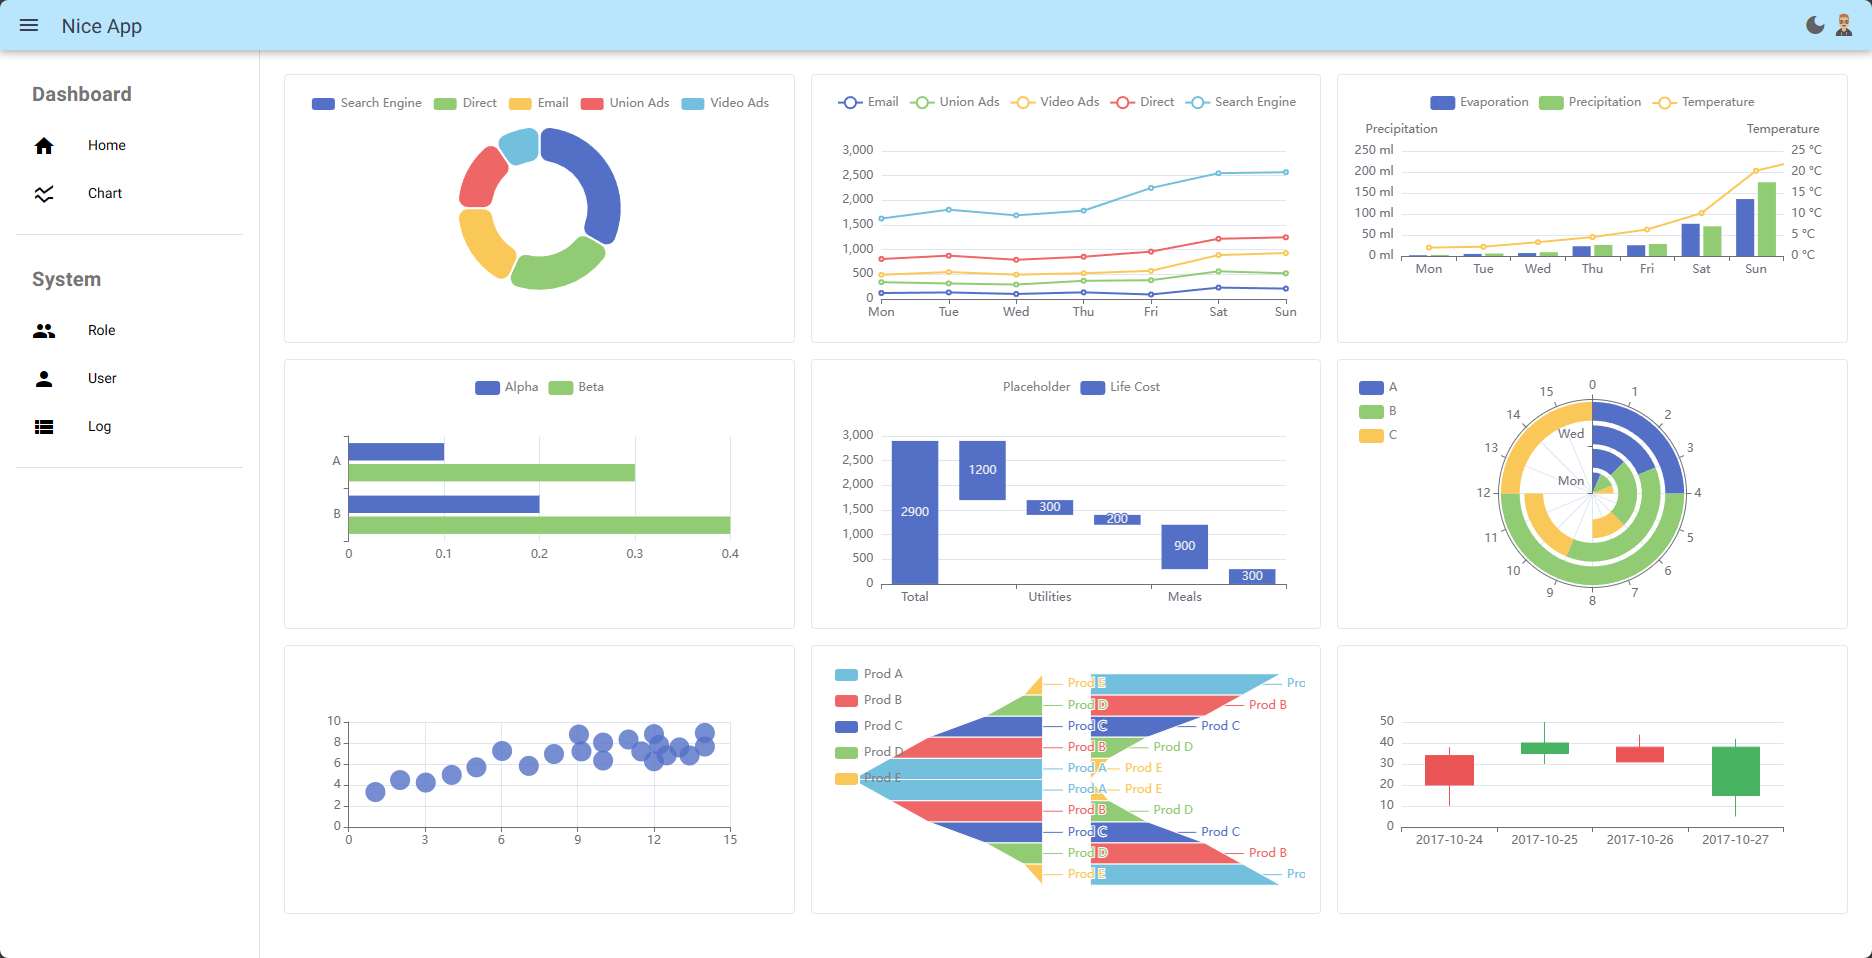 Nice App
Dashboard
Home
Chart
System
Role
User
Log
Search Engine Direct Email Union Ads Video Ads
Email Union Ads Video Ads Direct Search Engine
3,000
2,500
2,000
1,500
1,000
500
0
Mon Tue Wed Thu Fri Sat Sun
Evaporation Precipitation Temperature
Precipitation Temperature
250 ml 25 °C
200 ml 20 °C
150 ml 15 °C
100 ml 10 °C
50 ml 5 °C
0 ml 0 °C
Mon Tue Wed Thu Fri Sat Sun
Alpha Beta
A
B
0 0.1 0.2 0.3 0.4
Placeholder Life Cost
3,000
2,500
2,000
1,500
1,000
500
0
2900 1200 300 200 900 300
Total Utilities Meals
A
B
C
0 1 2 3 4 5 6 7 8 9 10 11 12 13 14 15
Wed
Mon
10
8
6
4
2
0
0 3 6 9 12 15
Prod A
Prod B
Prod C
Prod D
Prod E
Prod E Pro
Prod D Prod B
Prod C Prod C
Prod B Prod D
Prod A Prod E
Prod A Prod E
Prod B Prod D
Prod C Prod C
Prod D Prod B
Prod E Pro
50
40
30
20
10
0
2017-10-24 2017-10-25 2017-10-26 2017-10-27